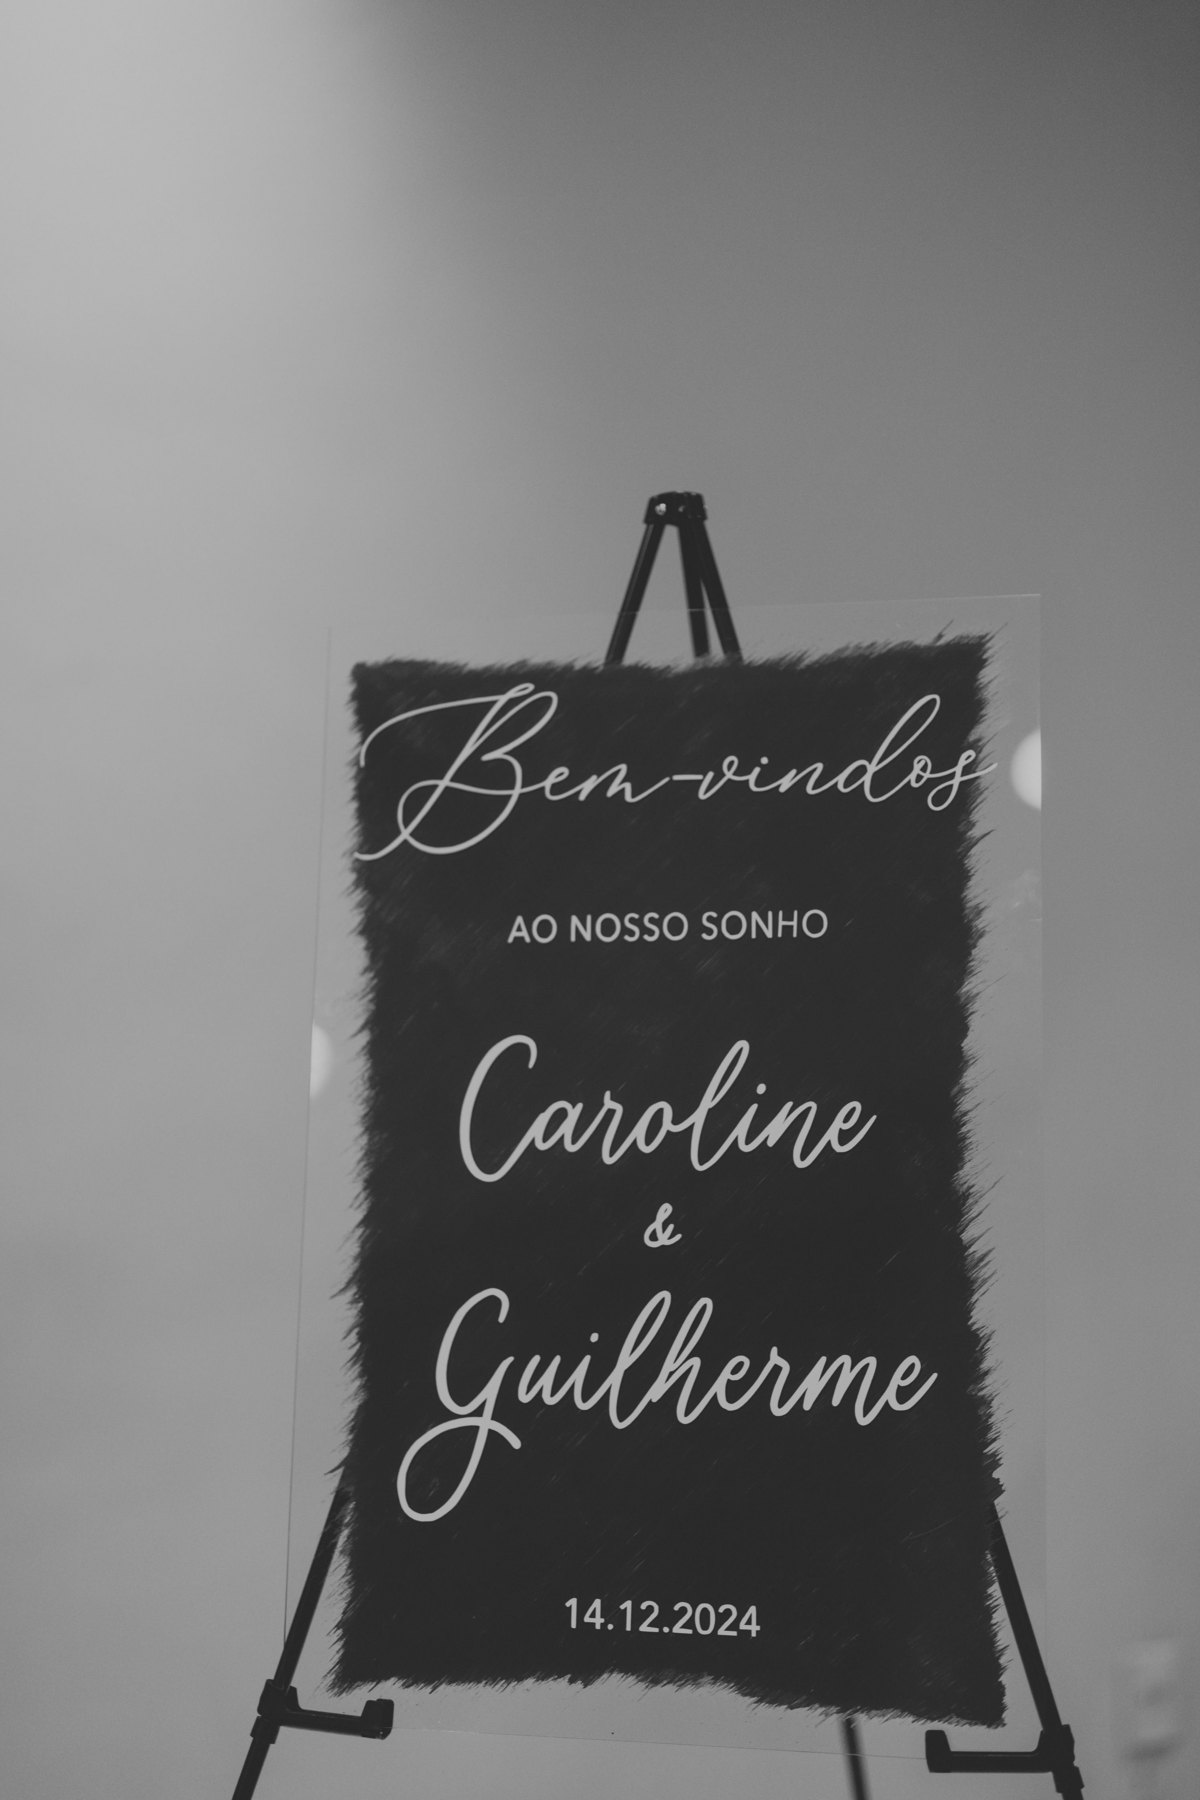 Bem-vindos
AO NOSSO SONHO
Caroline
&
Guilherme
14.12.2024